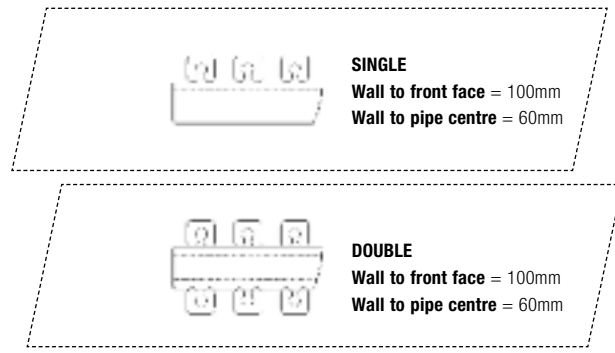 SINGLE
Wall to front face = 100mm
Wall to pipe centre = 60mm
DOUBLE
Wall to front face = 100mm
Wall to pipe centre = 60mm